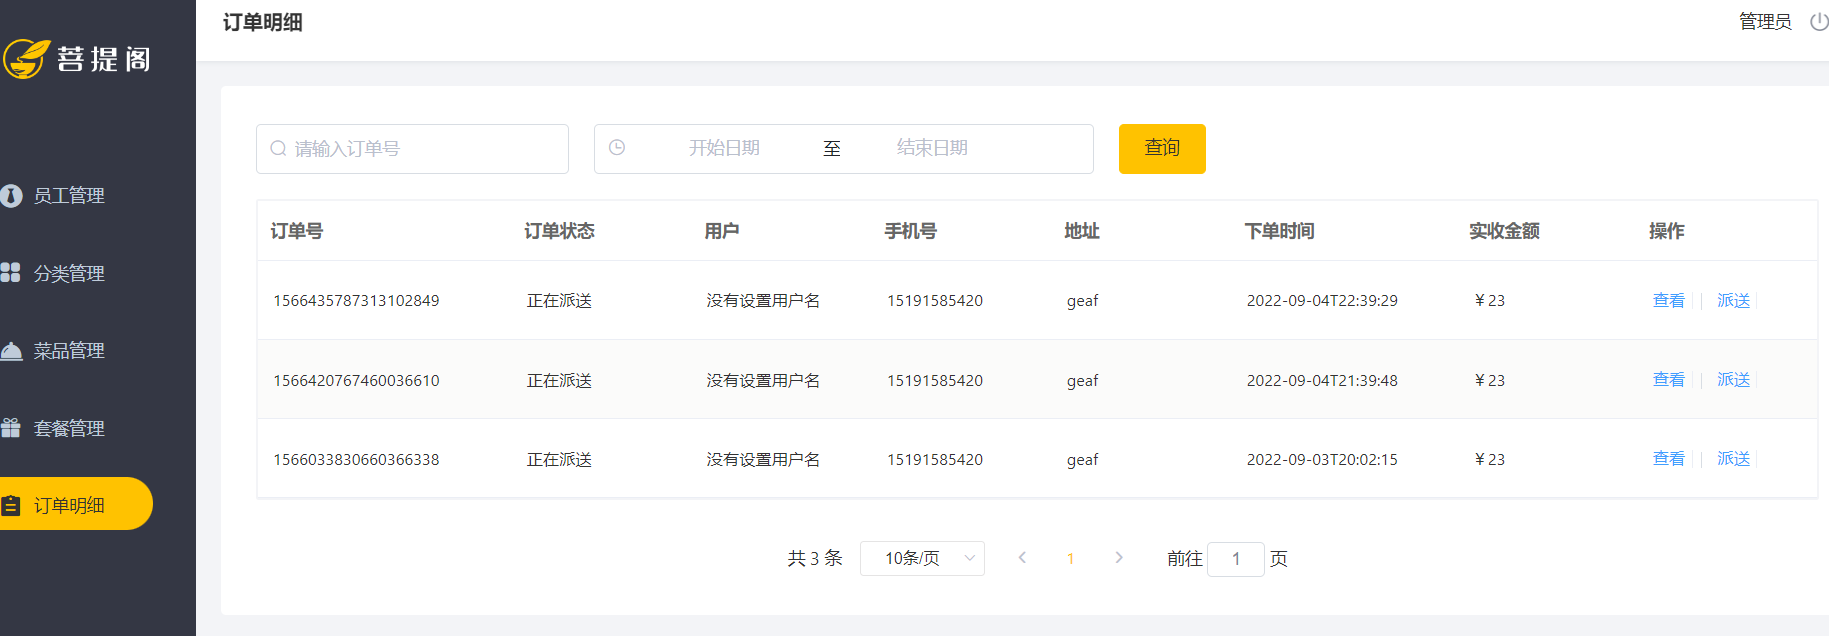 订单明细
管理员
菩提阁
员工管理
分类管理
菜品管理
套餐管理
订单明细
请输入订单号 开始日期 至 结束日期 查询
订单号 订单状态 用户 手机号 地址 下单时间 实收金额 操作
1566435787313102849 正在派送 没有设置用户名 15191585420 geaf 2022-09-04T22:39:29 ￥23 查看 派送
1566420767460036610 正在派送 没有设置用户名 15191585420 geaf 2022-09-04T21:39:48 ￥23 查看 派送
1566033830660366338 正在派送 没有设置用户名 15191585420 geaf 2022-09-03T20:02:15 ￥23 查看 派送
共 3 条 10条/页 1 前往 1 页